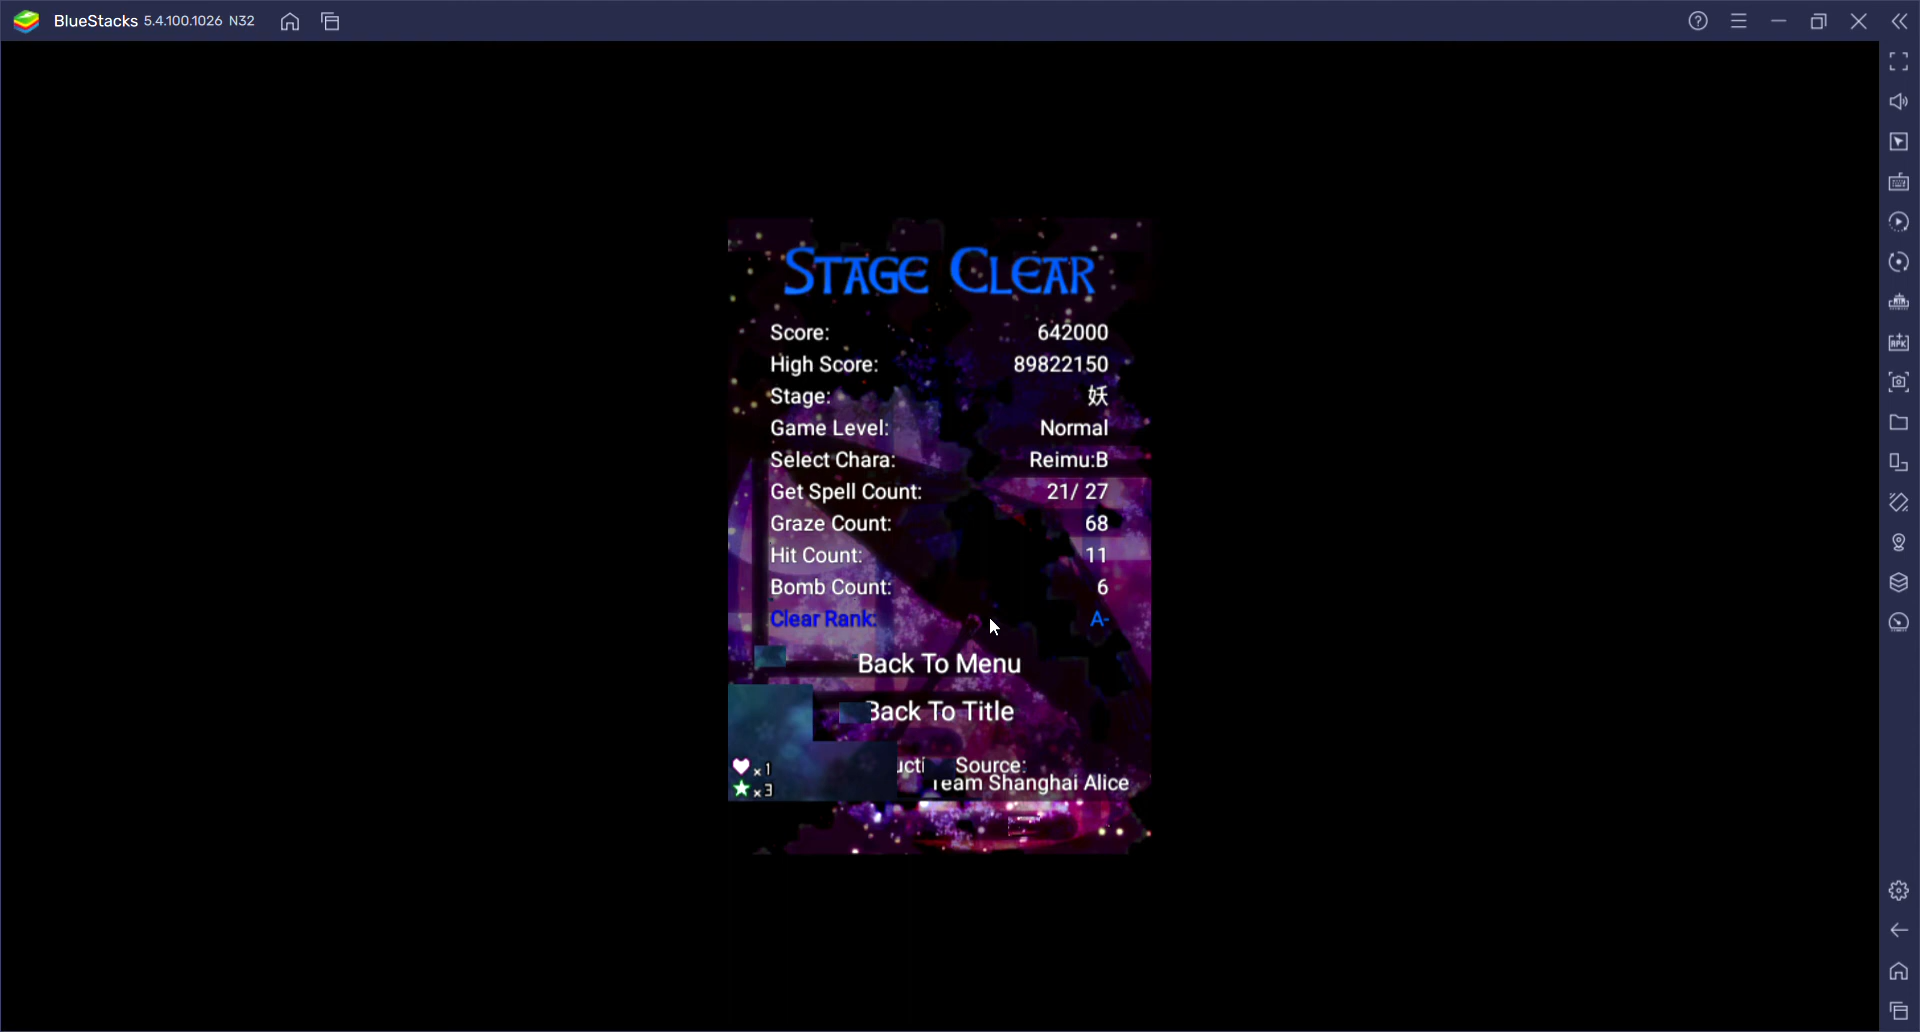 BlueStacks 5.4.100.1026 N32
STAGE CLEAR
Score: 642000
High Score: 89822150
Stage: 妖
Game Level: Normal
Select Chara: Reimu:B
Get Spell Count: 21/ 27
Graze Count: 68
Hit Count: 11
Bomb Count: 6
Clear Rank: A-
Back To Menu
Back To Title
Source:
Team Shanghai Alice
x 1
x 3